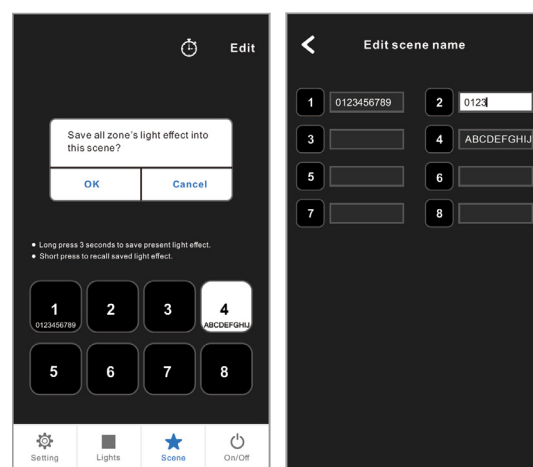 Edit
Save all zone's light effect into
this scene?
OK
Cancel
• Long press 3 seconds to save present light effect.
• Short press to recall saved light effect.
1
0123456789
2
3
4
ABCDEFGHIJ
5
6
7
8
Setting
Lights
Scene
On/Off
Edit scene name
1
0123456789
2
0123
3
4
ABCDEFGHIJ
5
6
7
8